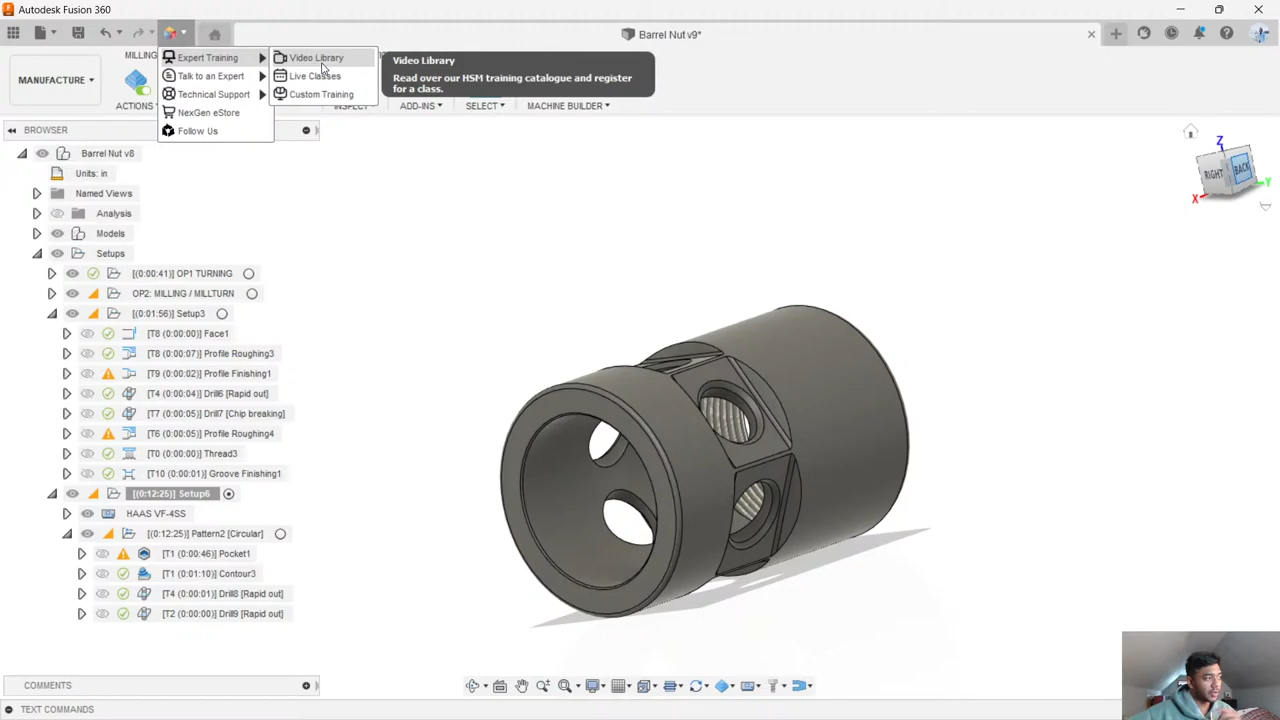 Autodesk Fusion 360
Barrel Nut v9*
MILLING
MANUFACTURE
ACTIONS
INSPECT
ADD-INS
SELECT
MACHINE BUILDER
Expert Training
Talk to an Expert
Technical Support
NexGen eStore
Follow Us
Video Library
Live Classes
Custom Training
Video Library
Read over our HSM training catalogue and register
for a class.
BROWSER
Barrel Nut v8
Units: in
Named Views
Analysis
Models
Setups
[(0:00:41) OP1 TURNING
OP2: MILLING / MILLTURN
[(0:01:56)] Setup3
[T8 (0:00:00)] Face1
[T8 (0:00:07)] Profile Roughing3
[T9 (0:00:02)] Profile Finishing1
[T4 (0:00:04)] Drill6 [Rapid out]
[T7 (0:00:05)] Drill7 [Chip breaking]
[T6 (0:00:05)] Profile Roughing4
[T0 (0:00:00)] Thread3
[T10 (0:00:01)] Groove Finishing1
[(0:12:25)] Setup6
HAAS VF-4SS
[(0:12:25)] Pattern2 [Circular]
[T1 (0:00:46)] Pocket1
[T1 (0:01:10)] Contour3
[T4 (0:00:01)] Drill8 [Rapid out]
[T2 (0:00:00)] Drill9 [Rapid out]
Z
RIGHT
BACK
Y
X
COMMENTS
TEXT COMMANDS